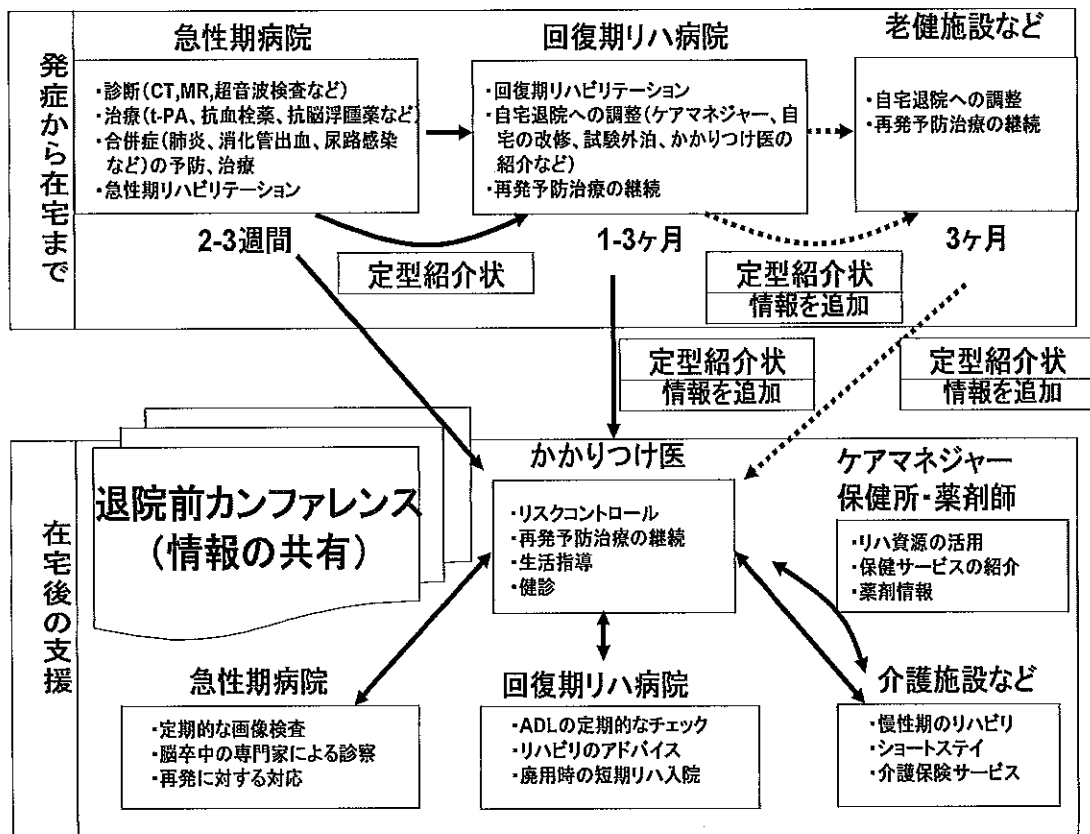 発症から在宅まで
急性期病院
・診断(CT,MR,超音波検査など)
・治療(t-PA、抗血栓薬、抗脳浮腫薬など)
・合併症(肺炎、消化管出血、尿路感染
など)の予防、治療
・急性期リハビリテーション
回復期リハ病院
・回復期リハビリテーション
・自宅退院への調整(ケアマネジャー、自
宅の改修、試験外泊、かかりつけ医の
紹介など)
・再発予防治療の継続
老健施設など
・自宅退院への調整
・再発予防治療の継続
2-3週間
1-3ヶ月
3ヶ月
定型紹介状
定型紹介状
情報を追加
定型紹介状
情報を追加
定型紹介状
情報を追加
在宅後の支援
退院前カンファレンス
(情報の共有)
かかりつけ医
・リスクコントロール
・再発予防治療の継続
・生活指導
・健診
ケアマネジャー
保健所・薬剤師
・リハ資源の活用
・保健サービスの紹介
・薬剤情報
急性期病院
・定期的な画像検査
・脳卒中の専門家による診察
・再発に対する対応
回復期リハ病院
・ADLの定期的なチェック
・リハビリのアドバイス
・廃用時の短期リハ入院
介護施設など
・慢性期のリハビリ
・ショートステイ
・介護保険サービス